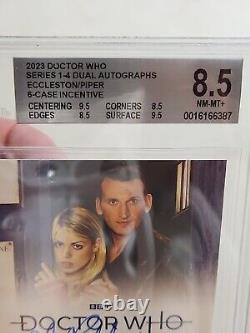 2023 DOCTOR WHO
SERIES 1-4 DUAL AUTOGRAPHS
ECCLESTON/PIPER
6-CASE INCENTIVE
CENTERING 9.5 CORNERS 8.5
EDGES 8.5 SURFACE 9.5
8.5
NM-MT+
0016166387
BBC
DOCTOR WHO